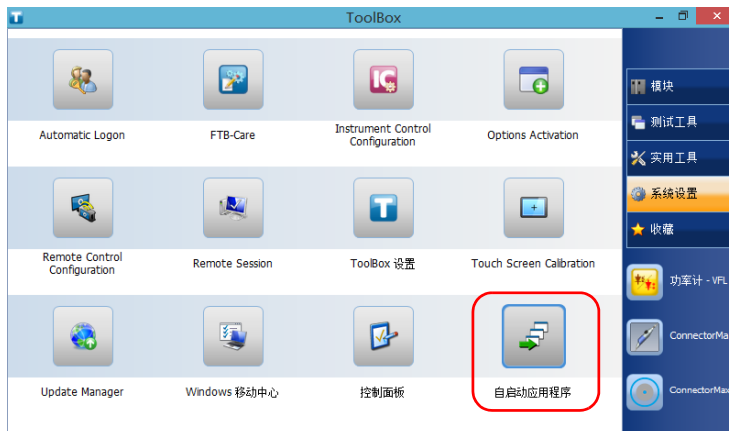 ToolBox
Automatic Logon
FTB-Care
Instrument Control
Configuration
Options Activation
Remote Control
Configuration
Remote Session
ToolBox 设置
Touch Screen Calibration
Update Manager
Windows 移动中心
控制面板
自启动应用程序
模块
测试工具
实用工具
系统设置
收藏
功率计 - VFL
ConnectorMa
ConnectorMax